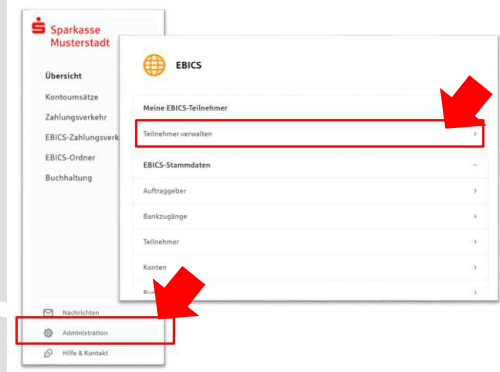 Sparkasse
Musterstadt
Übersicht
Kontoumsätze
Zahlungsverkehr
EBICS-Zahlungsverk
EBICS-Ordner
Buchhaltung
Nachrichten
Administration
Hilfe & Kontakt
EBICS
Meine EBICS-Teilnehmer
Teilnehmer verwalten
EBICS-Stammdaten
Auftraggeber
Bankzugänge
Teilnehmer
Konten